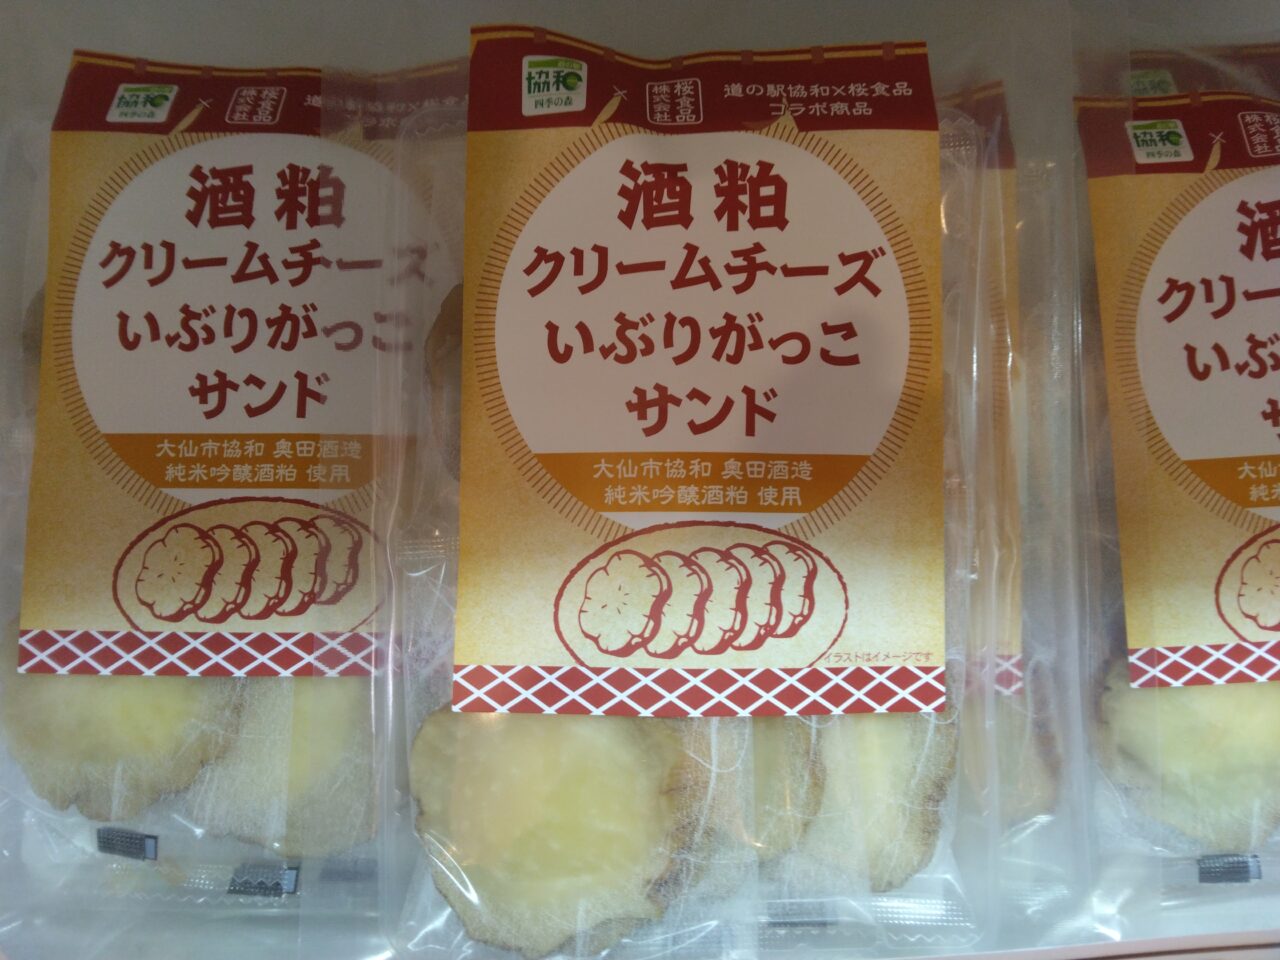 協和
四季の森
×
桜食品
株式会社
道の駅協和×桜食品
コラボ商品
酒粕
クリームチーズ
いぶりがっこ
サンド
大仙市協和 奥田酒造
純米吟醸酒粕 使用
イラストはイメージです
協和
四季の森
×
桜食品
株式会社
酒粕
クリームチーズ
いぶりがっこ
サンド
大仙市協和 奥田酒造
純米吟醸酒粕 使用
協和
四季の森
×